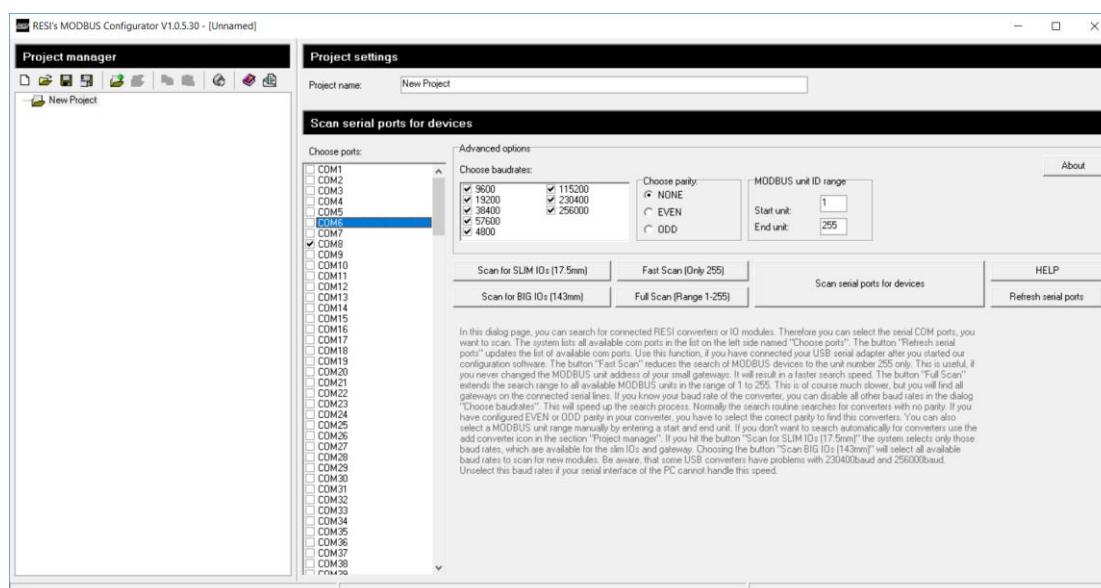 RESI's MODBUS Configurator V1.0.5.30 - [Unnamed]
Project manager
New Project
Project settings
Project name:
New Project
Scan serial ports for devices
Choose ports:
COM1
COM2
COM3
COM4
COM5
COM6
COM7
COM8
COM9
COM10
COM11
COM12
COM13
COM14
COM15
COM16
COM17
COM18
COM19
COM20
COM21
COM22
COM23
COM24
COM25
COM26
COM27
COM28
COM29
COM30
COM31
COM32
COM33
COM34
COM35
COM36
COM37
COM38
COM39
Advanced options
Choose baudrates:
9600
19200
38400
57600
4800
115200
230400
256000
Choose parity:
NONE
EVEN
ODD
MODBUS unit ID range
Start unit: 1
End unit: 255
About
Scan for SLIM IOs (17.5mm)
Fast Scan (Only 255)
Scan serial ports for devices
HELP
Scan for BIG IOs (143mm)
Full Scan (Range 1-255)
Refresh serial ports
In this dialog page, you can search for connected RESI converters or IO modules. Therefore you can select the serial COM ports, you
want to scan. The system lists all available com ports in the list on the left side named "Choose ports". The button "Refresh serial
ports" updates the list of available com ports. Use this function, if you have connected your USB serial adapter after you started our
configuration software. The button "Fast Scan" reduces the search of MODBUS devices to the unit number 255 only. This is useful, if
you never changed the MODBUS unit address of your small gateways. It will result in a faster search speed. The button "Full Scan"
extends the search range to all available MODBUS units in the range of 1 to 255. This is of course much slower, but you will find all
gateways on the connected serial lines. If you know your baud rate of the converter, you can disable all other baud rates in the dialog
"Choose baudrates". This will speed up the search process. Normally the search routine searches for converters with no parity. If you
have configured EVEN or ODD parity in your converter, you have to select the correct parity to find this converters. You can also
select a MODBUS unit range manually by entering a start and end unit. If you don't want to search automatically for converters use the
add converter icon in the section "Project manager". If you hit the button "Scan for SLIM IOs (17.5mm)" the system selects only those
baud rates, which are available for the slim IOs and gateway. Choosing the button "Scan BIG IOs (143mm)" will select all available
baud rates to scan for new modules. Be aware, that some USB converters have problems with 230400baud and 256000baud.
Unselect this baud rates if your serial interface of the PC cannot handle this speed.